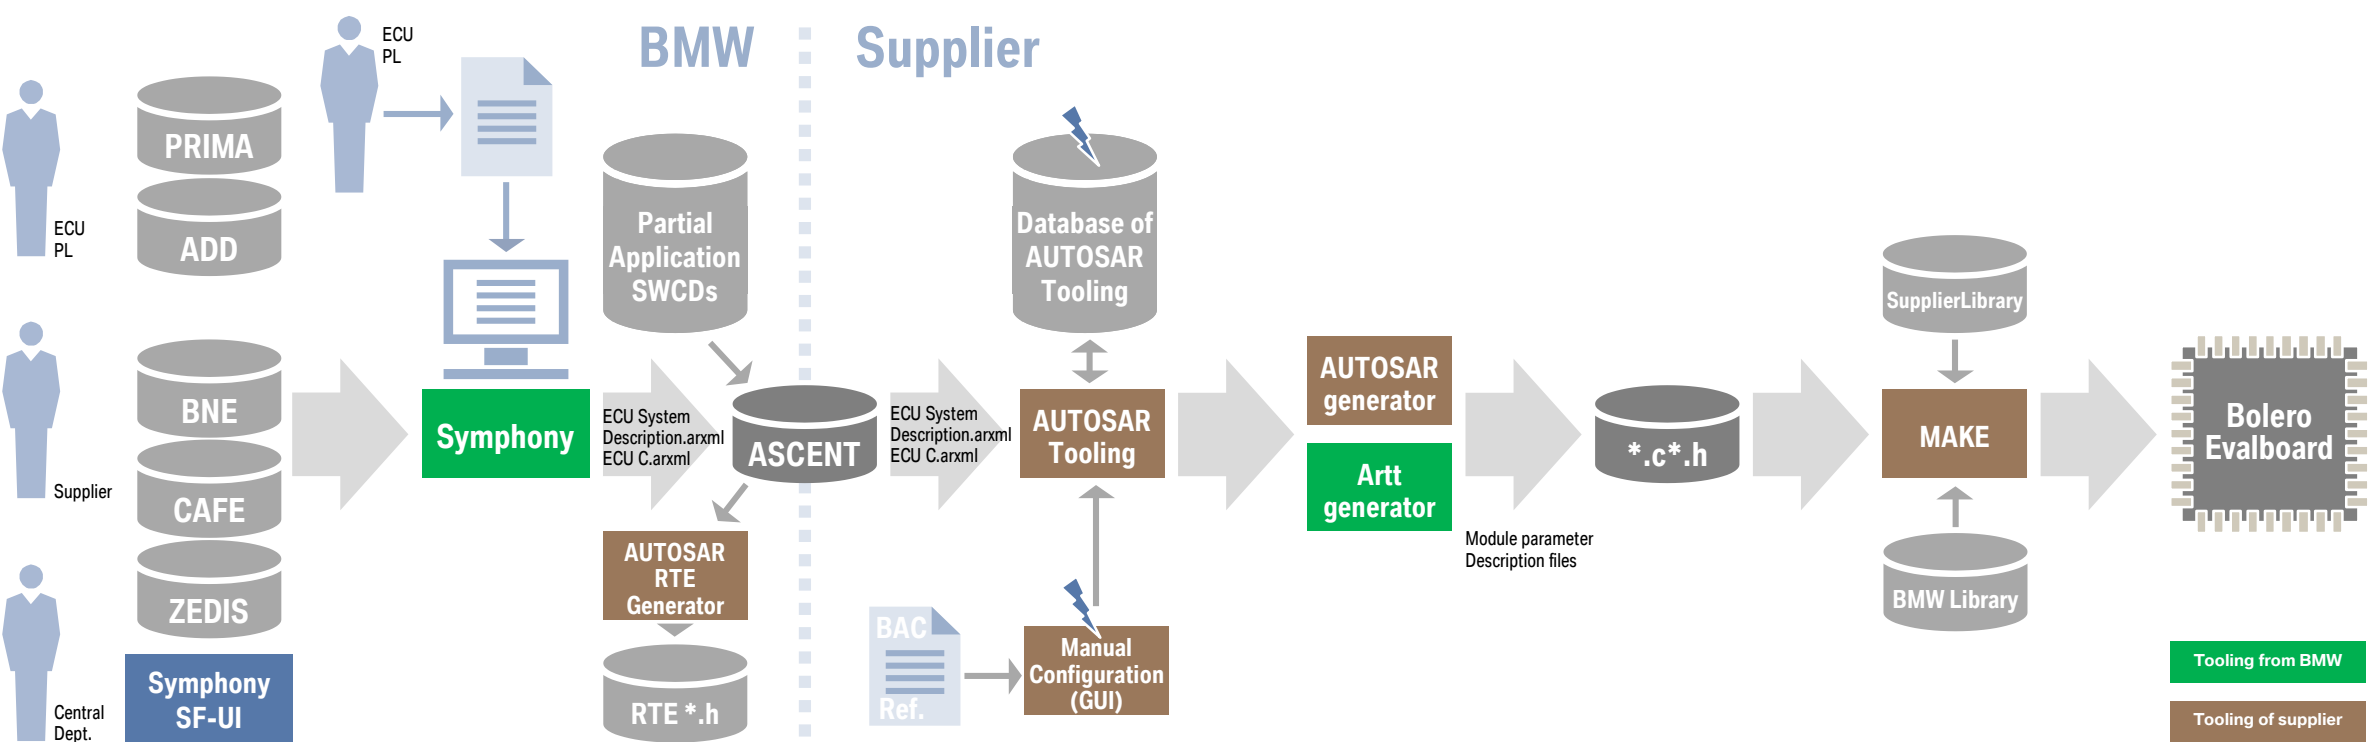 ECU
PL
BMW
Supplier
PRIMA
ADD
ECU
PL
Partial
Application
SWCDs
Database of
AUTOSAR
Tooling
SupplierLibrary
BNE
CAFE
ZEDIS
Supplier
Symphony
ECU System
Description.arxml
ECU C.arxml
ASCENT
ECU System
Description.arxml
ECU C.arxml
AUTOSAR
Tooling
AUTOSAR
generator
Artt
generator
Module parameter
Description files
*.c*.h
MAKE
Bolero
Evalboard
AUTOSAR
RTE
Generator
RTE *.h
BAC
Ref.
Manual
Configuration
(GUI)
BMW Library
Central
Dept.
Symphony
SF-UI
Tooling from BMW
Tooling of supplier